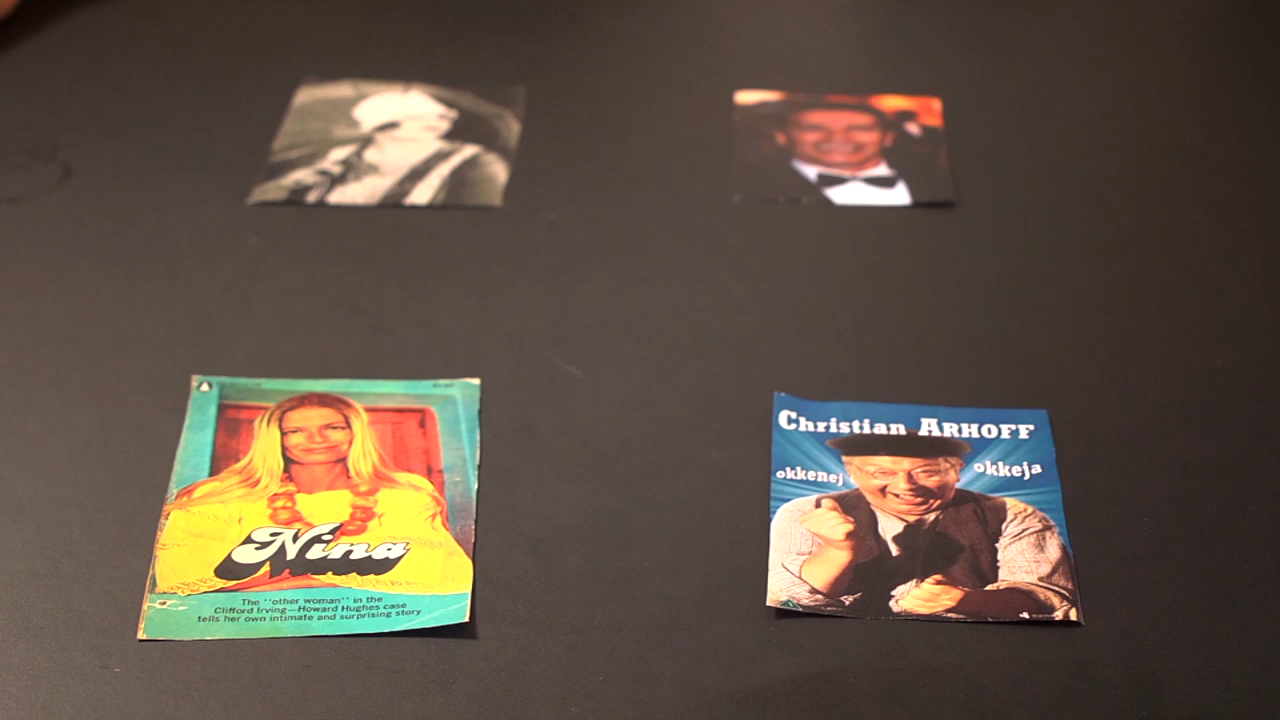 Nina
The "other woman" in the
Clifford Irving—Howard Hughes case
tells her own intimate and surprising story
Christian ARHOFF
okkenej
okkeja